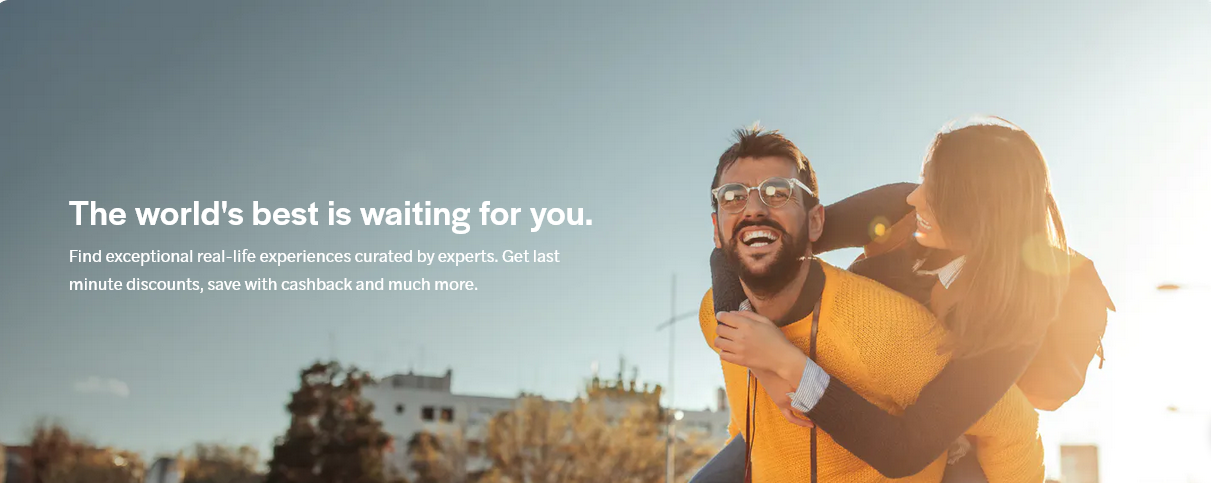 The world's best is waiting for you.
Find exceptional real-life experiences curated by experts. Get last
minute discounts, save with cashback and much more.